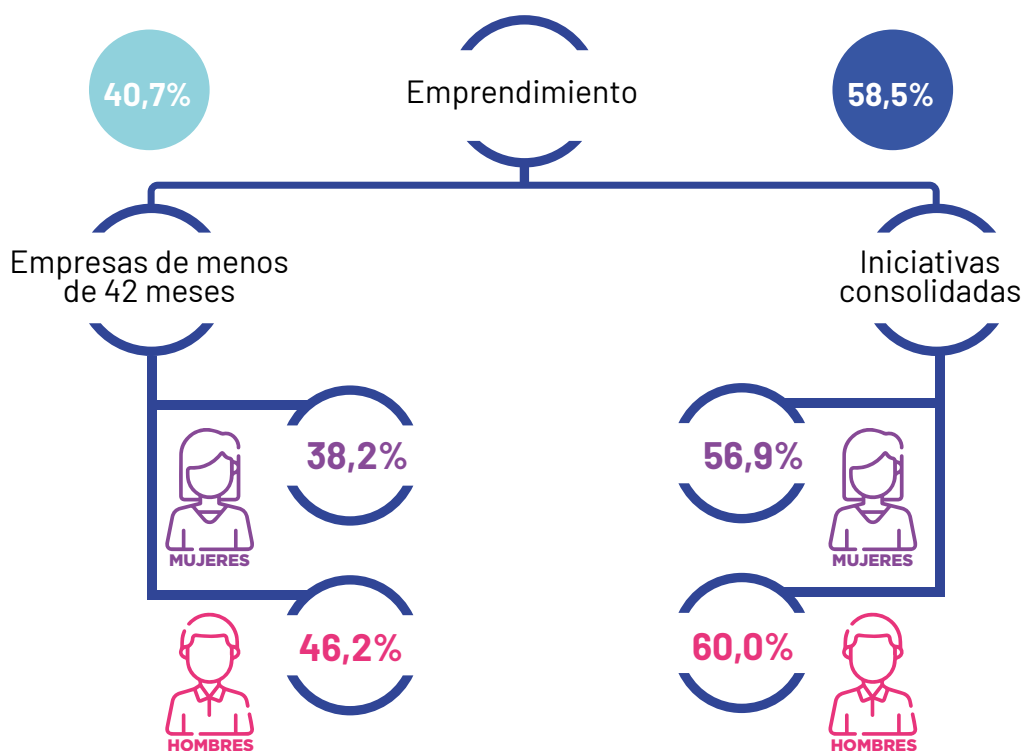 40,7%
Emprendimiento
58,5%
Empresas de menos
de 42 meses
Iniciativas
consolidadas
38,2%
MUJERES
56,9%
MUJERES
46,2%
HOMBRES
60,0%
HOMBRES